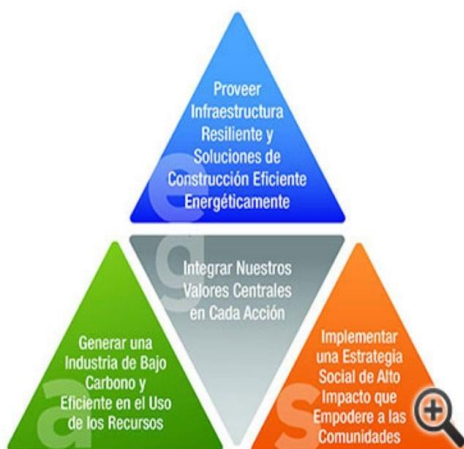 Proveer
Infraestructura
Resiliente y
Soluciones de
Construcción Eficiente
Energéticamente
e
g
Integrar Nuestros
Valores Centrales
en Cada Acción
Generar una
Industria de Bajo
Carbono y
Eficiente en el Uso
de los Recursos
a
Implementar
una Estrategia
Social de Alto
Impacto que
Empodere a las
Comunidades
s